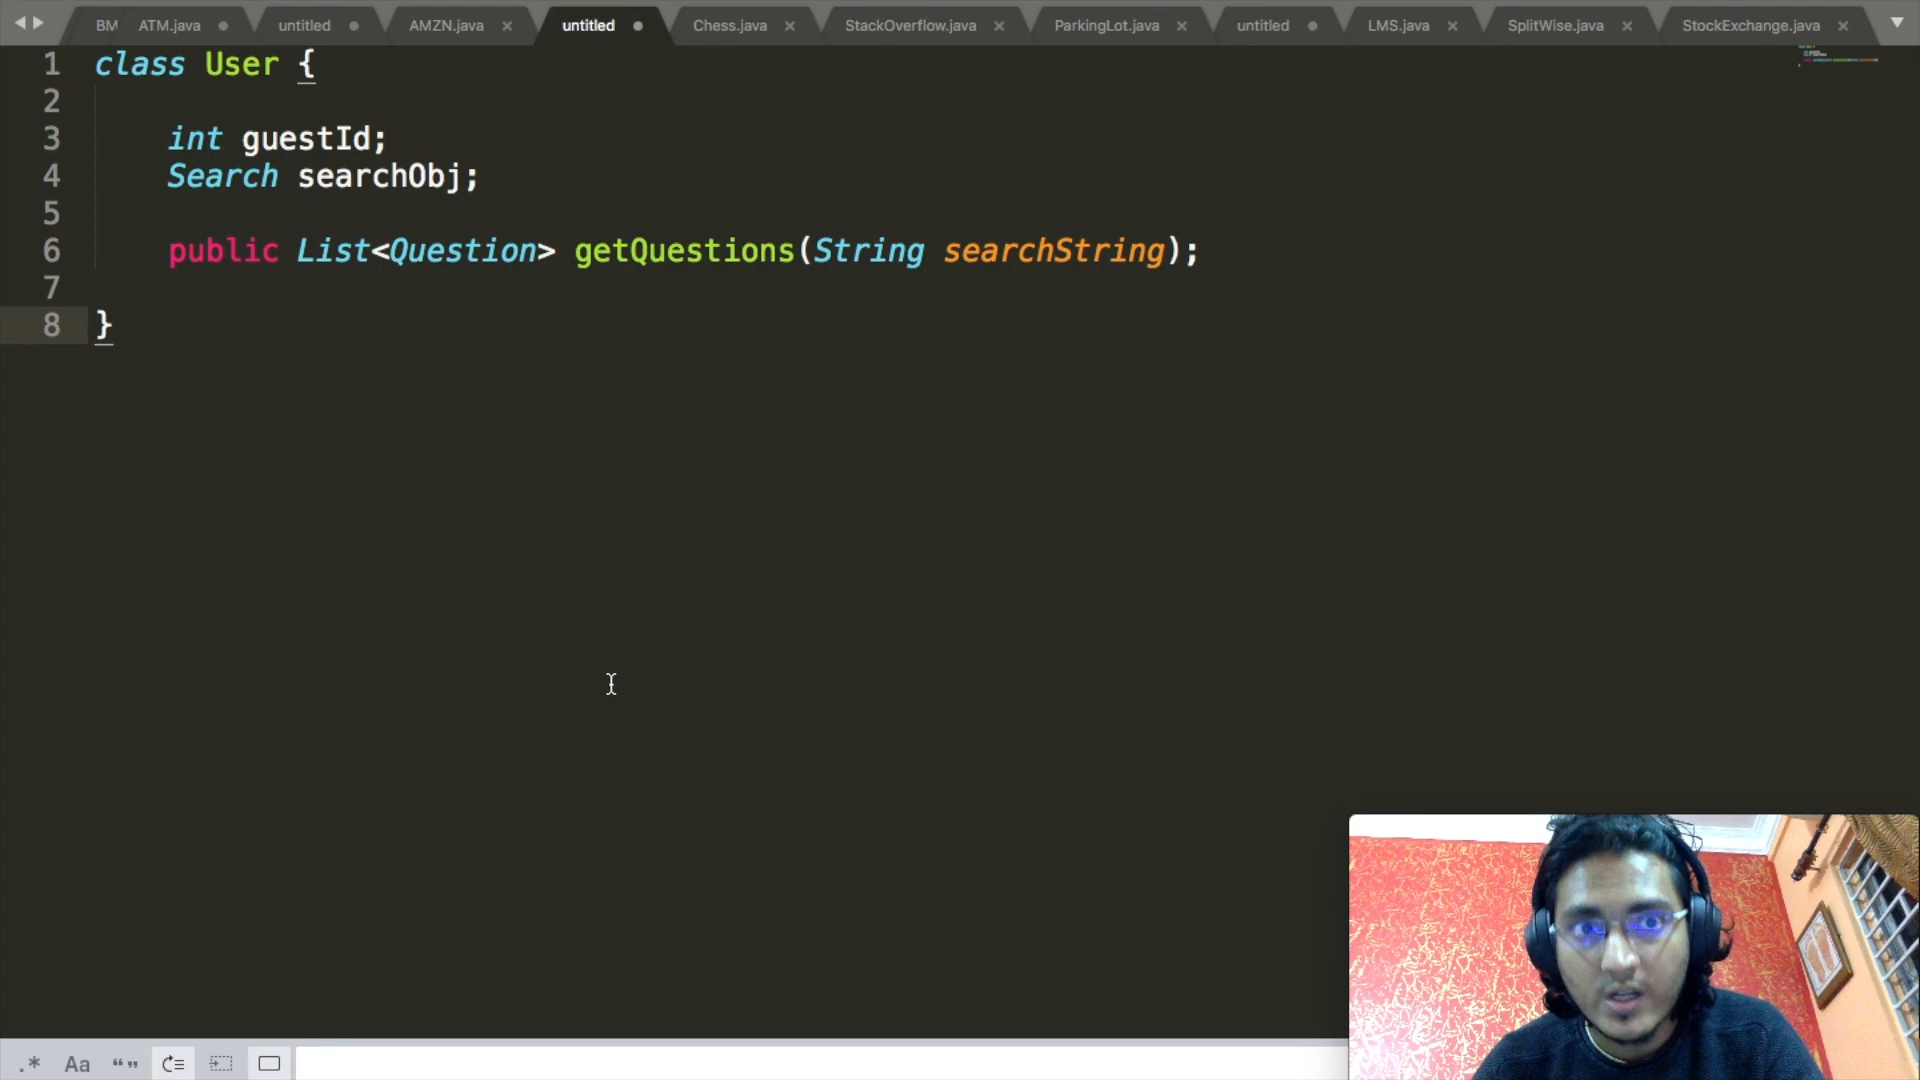 BM ATM.java untitled AMZN.java untitled Chess.java StackOverflow.java ParkingLot.java untitled LMS.java SplitWise.java StockExchange.java
1 class User {
2
3 int guestId;
4 Search searchObj;
5
6 public List<Question> getQuestions(String searchString);
7
8 }
.* Aa “”